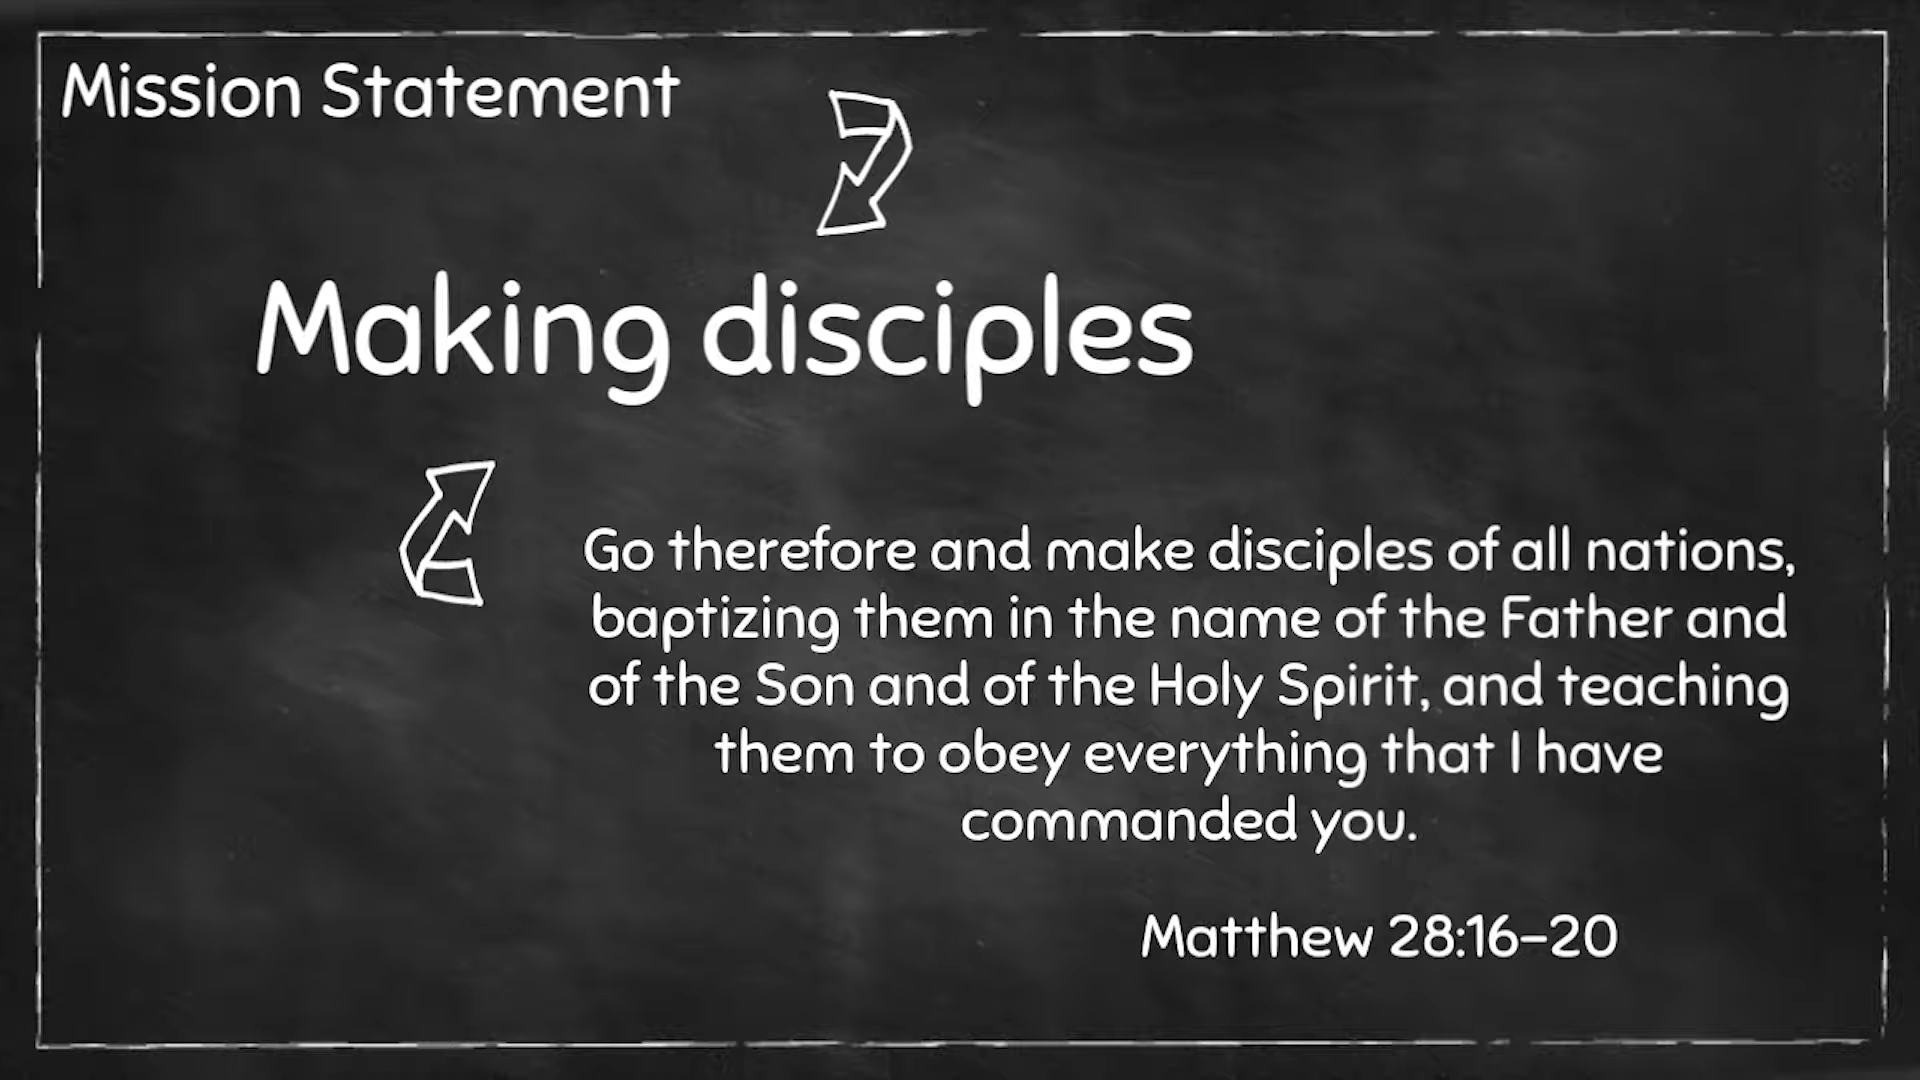 Mission Statement
Making disciples
Go therefore and make disciples of all nations,
baptizing them in the name of the Father and
of the Son and of the Holy Spirit, and teaching
them to obey everything that I have
commanded you.
Matthew 28:16–20